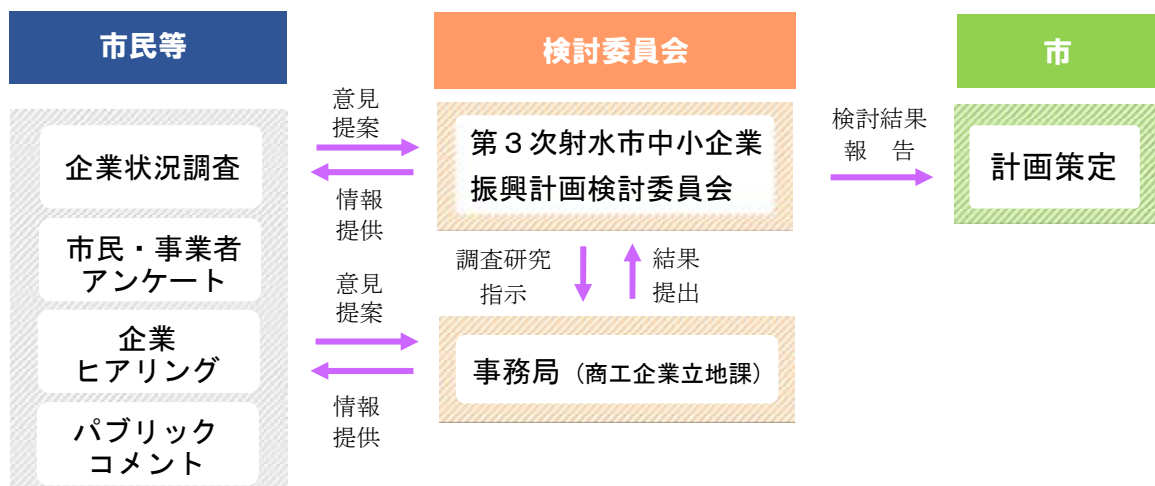 市民等
企業状況調査
市民・事業者
アンケート
企業
ヒアリング
パブリック
コメント
意見
提案
情報
提供
意見
提案
情報
提供
検討委員会
第３次射水市中小企業
振興計画検討委員会
調査研究
指示
結果
提出
事務局（商工企業立地課）
検討結果
報　告
市
計画策定